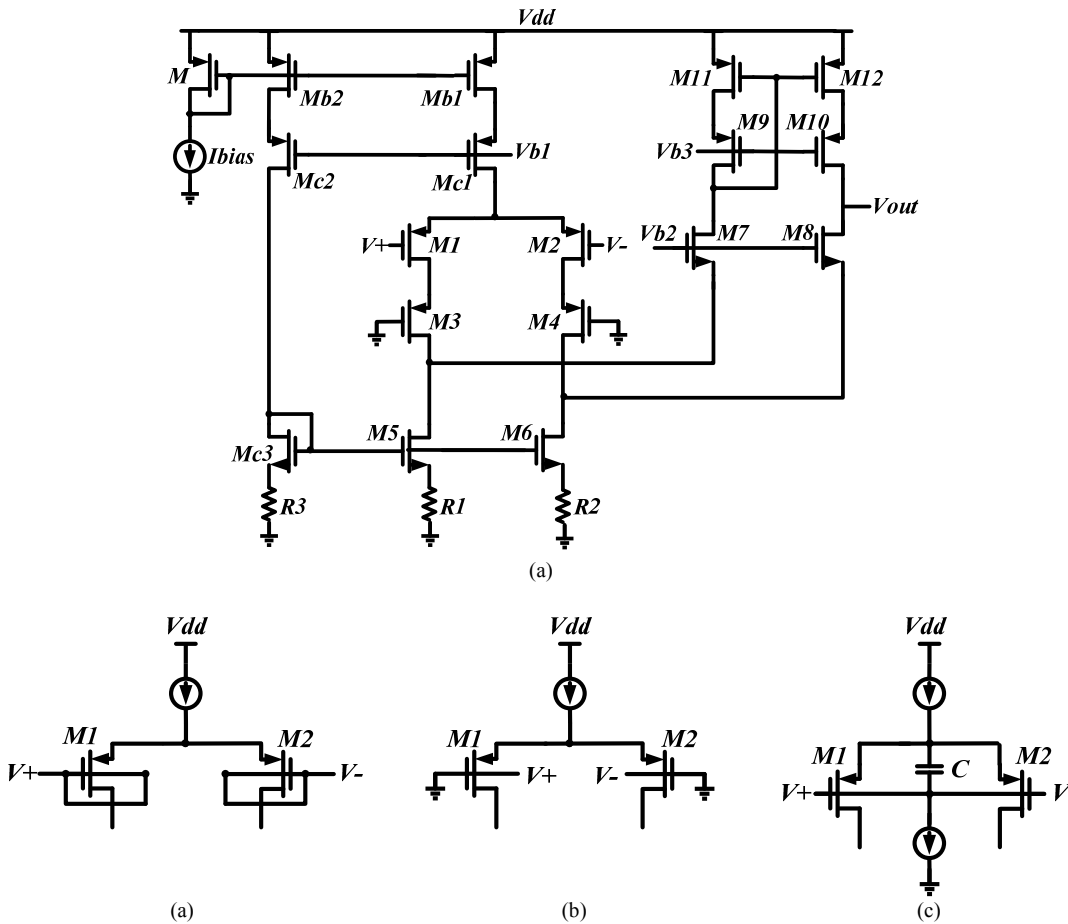 Vdd
M
M11
M12
Mb2
Mb1
M9
M10
Ibias
Vb1
Vb3
Mc2
Mc1
Vout
V+
M1
M2
V-
Vb2
M7
M8
M3
M4
Mc3
M5
M6
R3
R1
R2
(a)
Vdd
Vdd
Vdd
M1
M2
M1
M2
M1
M2
C
V+
V-
V+
V-
V+
V
(a)
(b)
(c)